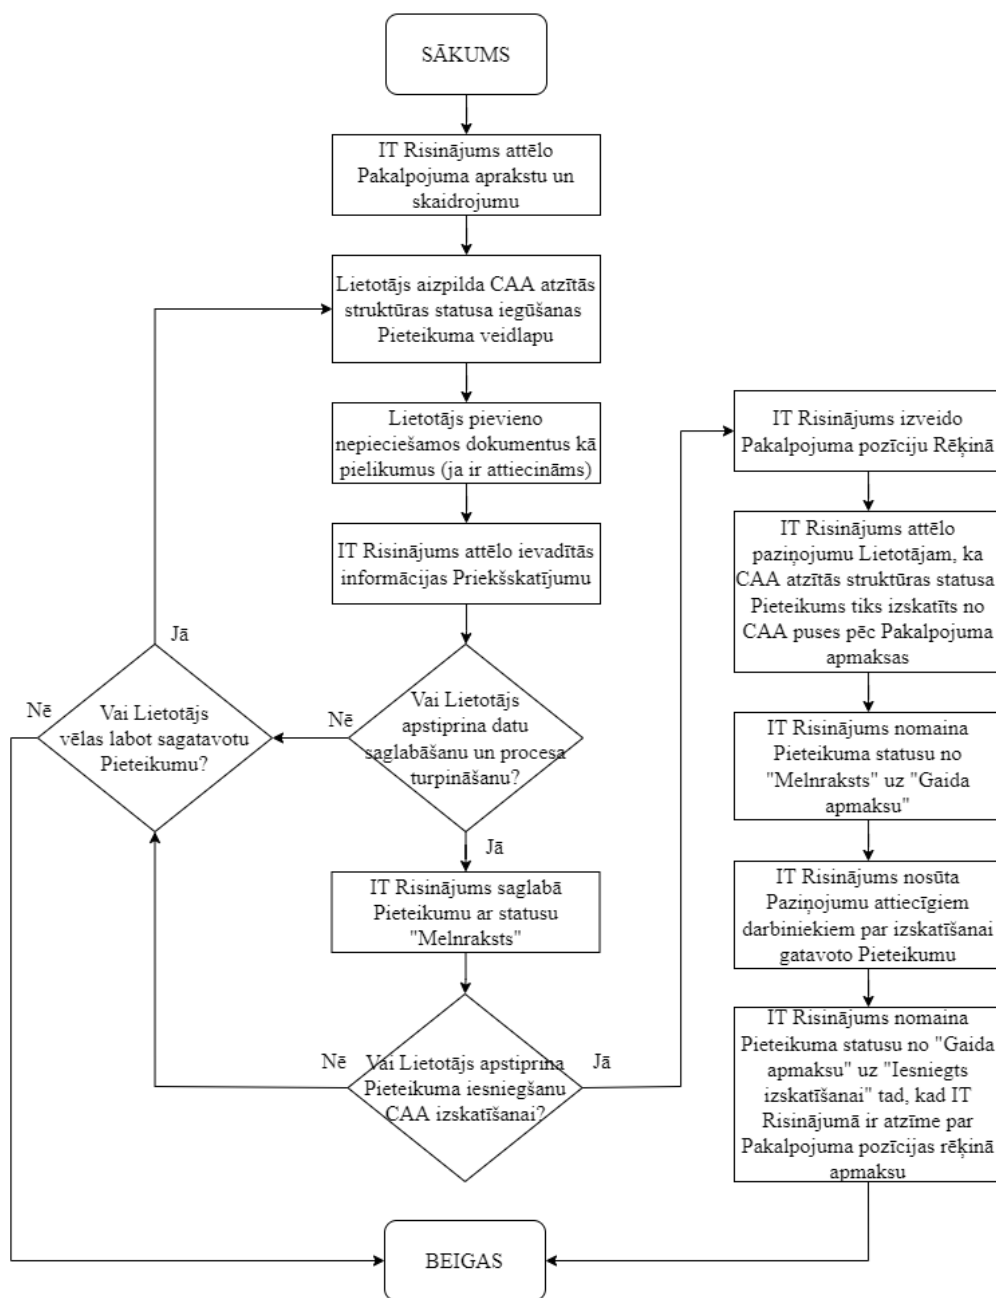 SĀKUMS
IT Risinājums attēlo
Pakalpojuma aprakstu un
skaidrojumu
Lietotājs aizpilda CAA atzītās
struktūras statusa iegūšanas
Pieteikuma veidlapu
Lietotājs pievieno
nepieciešamos dokumentus kā
pielikumus (ja ir attiecināms)
IT Risinājums attēlo ievadītās
informācijas Priekšskatījumu
Vai Lietotājs
apstiprina datu
saglabāšanu un procesa
turpināšanu?
Nē
Jā
Vai Lietotājs
vēlas labot sagatavotu
Pieteikumu?
Jā
Nē
IT Risinājums saglabā
Pieteikumu ar statusu
"Melnraksts"
Vai Lietotājs apstiprina
Pieteikuma iesniegšanu
CAA izskatīšanai?
Nē
Jā
IT Risinājums izveido
Pakalpojuma pozīciju Rēķinā
IT Risinājums attēlo
paziņojumu Lietotājam, ka
CAA atzītās struktūras statusa
Pieteikums tiks izskatīts no
CAA puses pēc Pakalpojuma
apmaksas
IT Risinājums nomaina
Pieteikuma statusu no
"Melnraksts" uz "Gaida
apmaksu"
IT Risinājums nosūta
Paziņojumu attiecīgiem
darbiniekiem par izskatīšanai
gatavoto Pieteikumu
IT Risinājums nomaina
Pieteikuma statusu no "Gaida
apmaksu" uz "Iesniegts
izskatīšanai" tad, kad IT
Risinājumā ir atzīme par
Pakalpojuma pozīcijas rēķinā
apmaksu
BEIGAS